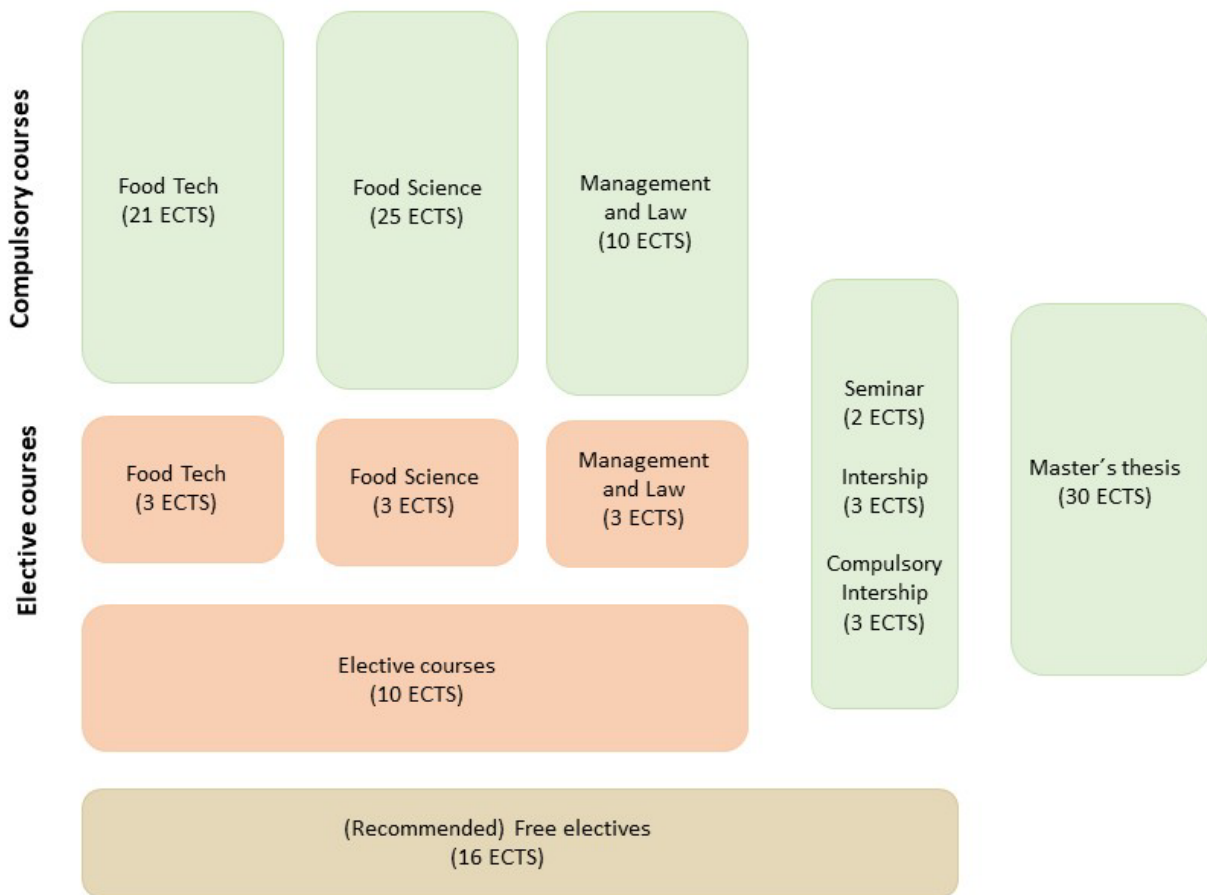 Compulsory courses
Food Tech
(21 ECTS)
Food Science
(25 ECTS)
Management
and Law
(10 ECTS)
Elective courses
Food Tech
(3 ECTS)
Food Science
(3 ECTS)
Management
and Law
(3 ECTS)
Elective courses
(10 ECTS)
Seminar
(2 ECTS)
Intership
(3 ECTS)
Compulsory
Intership
(3 ECTS)
Master´s thesis
(30 ECTS)
(Recommended) Free electives
(16 ECTS)